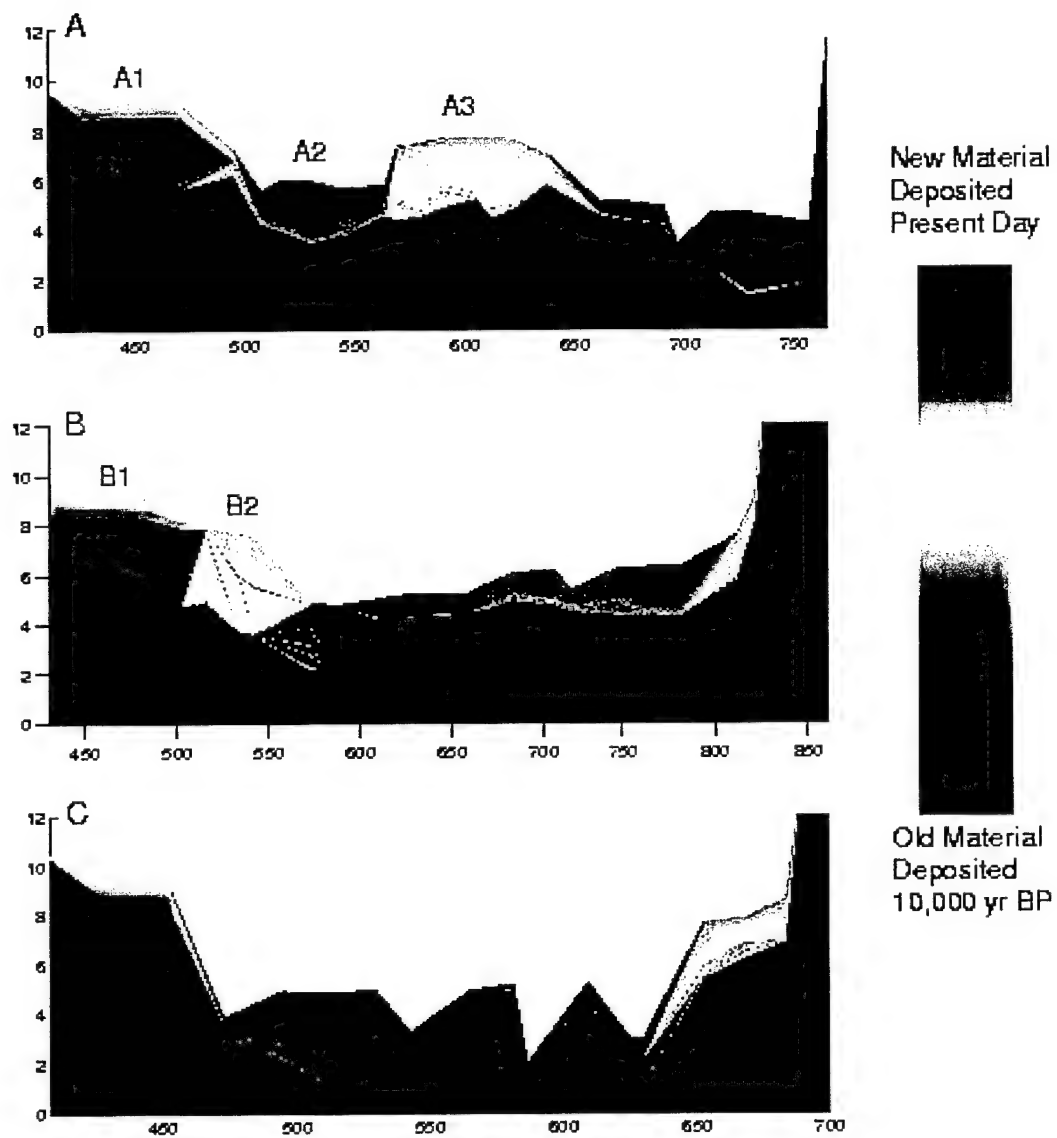 A
12
10
8
6
4
2
0
A1
A2
A3
450 500 550 600 650 700 750
B
12
10
8
6
4
2
0
B1
B2
450 500 550 600 650 700 750 800 850
C
12
10
8
6
4
2
0
450 500 550 600 650 700
New Material
Deposited
Present Day
Old Material
Deposited
10,000 yr BP